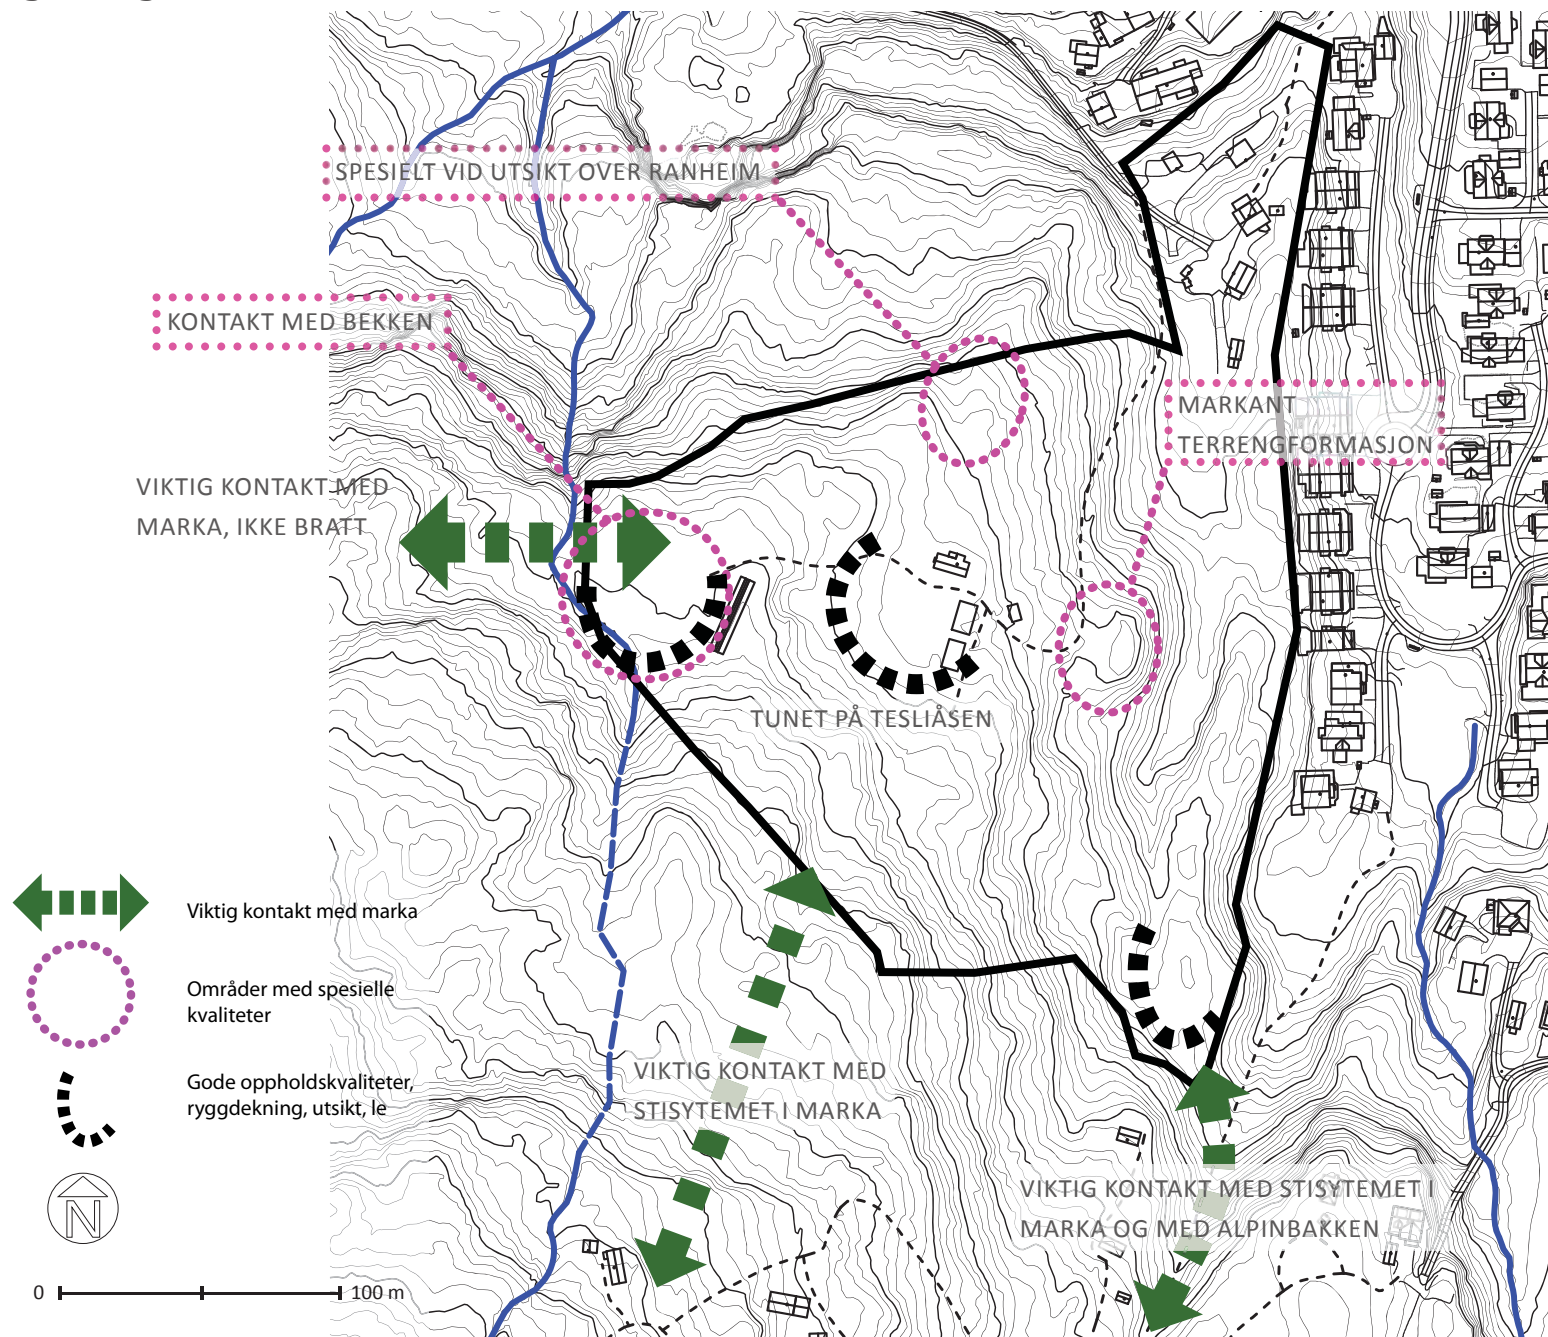 SPESIELT VID UTSIKT OVER RANHEIM
KONTAKT MED BEKKEN
MARKANT
TERRENGFORMASJON
VIKTIG KONTAKT MED
MARKA, IKKE BRATT
TUNET PÅ TESLIÅSEN
Viktig kontakt med marka
Områder med spesielle
kvaliteter
Gode oppholdskvaliteter,
ryggdekning, utsikt, le
VIKTIG KONTAKT MED
STISYTEMET I MARKA
VIKTIG KONTAKT MED STISYTEMET I
MARKA OG MED ALPINBAKKEN
N
0 100 m